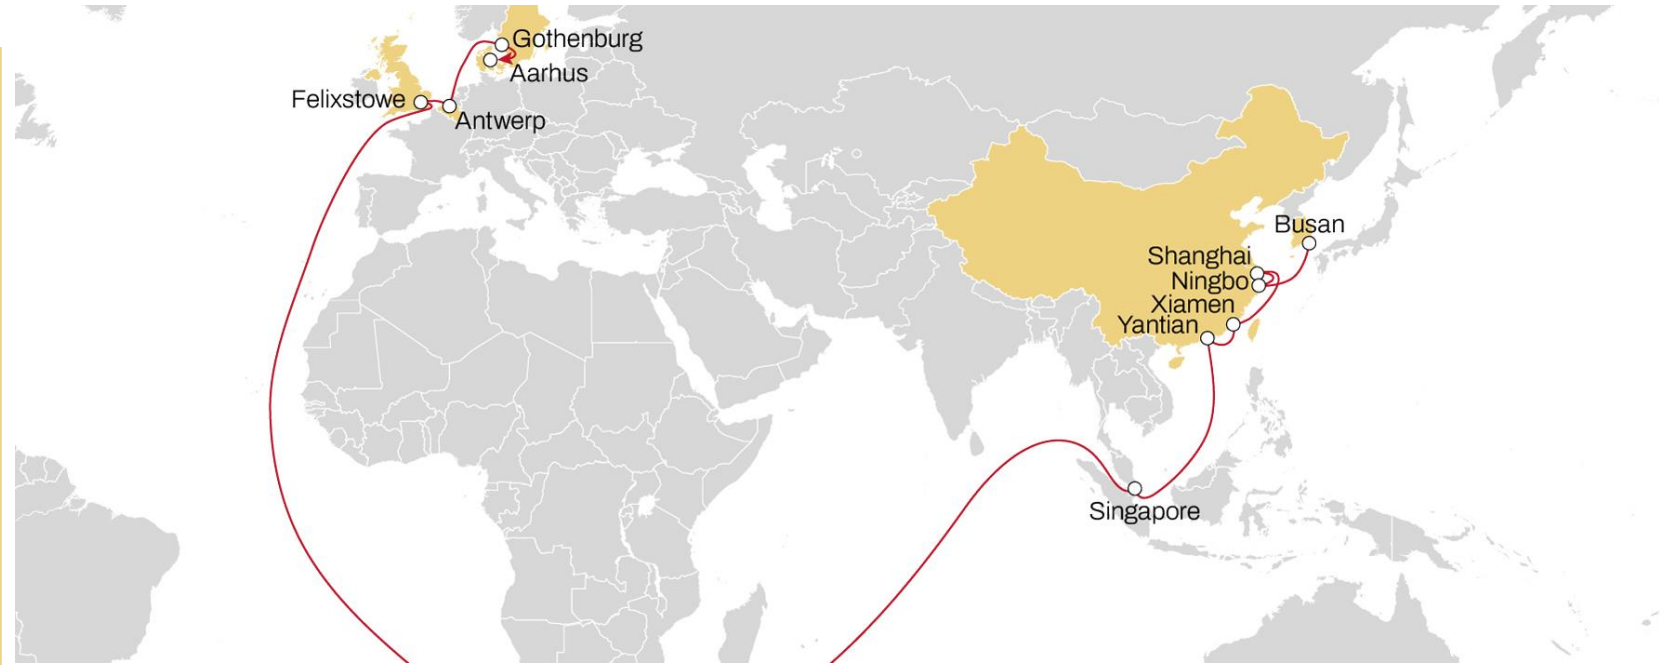 Gothenburg
Aarhus
Felixstowe
Antwerp
Busan
Shanghai
Ningbo
Xiamen
Yantian
Singapore